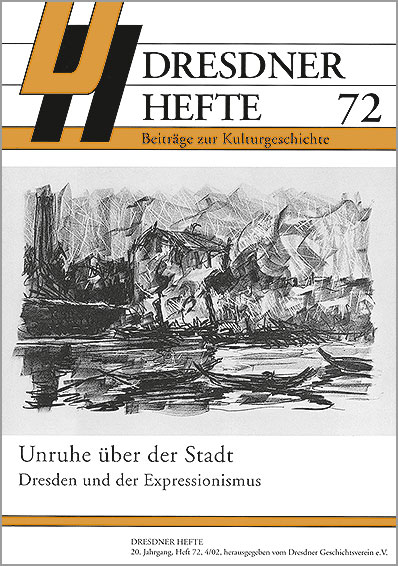 DRESDNER
HEFTE 72
Beiträge zur Kulturgeschichte
Unruhe über der Stadt
Dresden und der Expressionismus
DRESDNER HEFTE
20. Jahrgang, Heft 72, 4/02, herausgegeben vom Dresdner Geschichtsverein e.V.